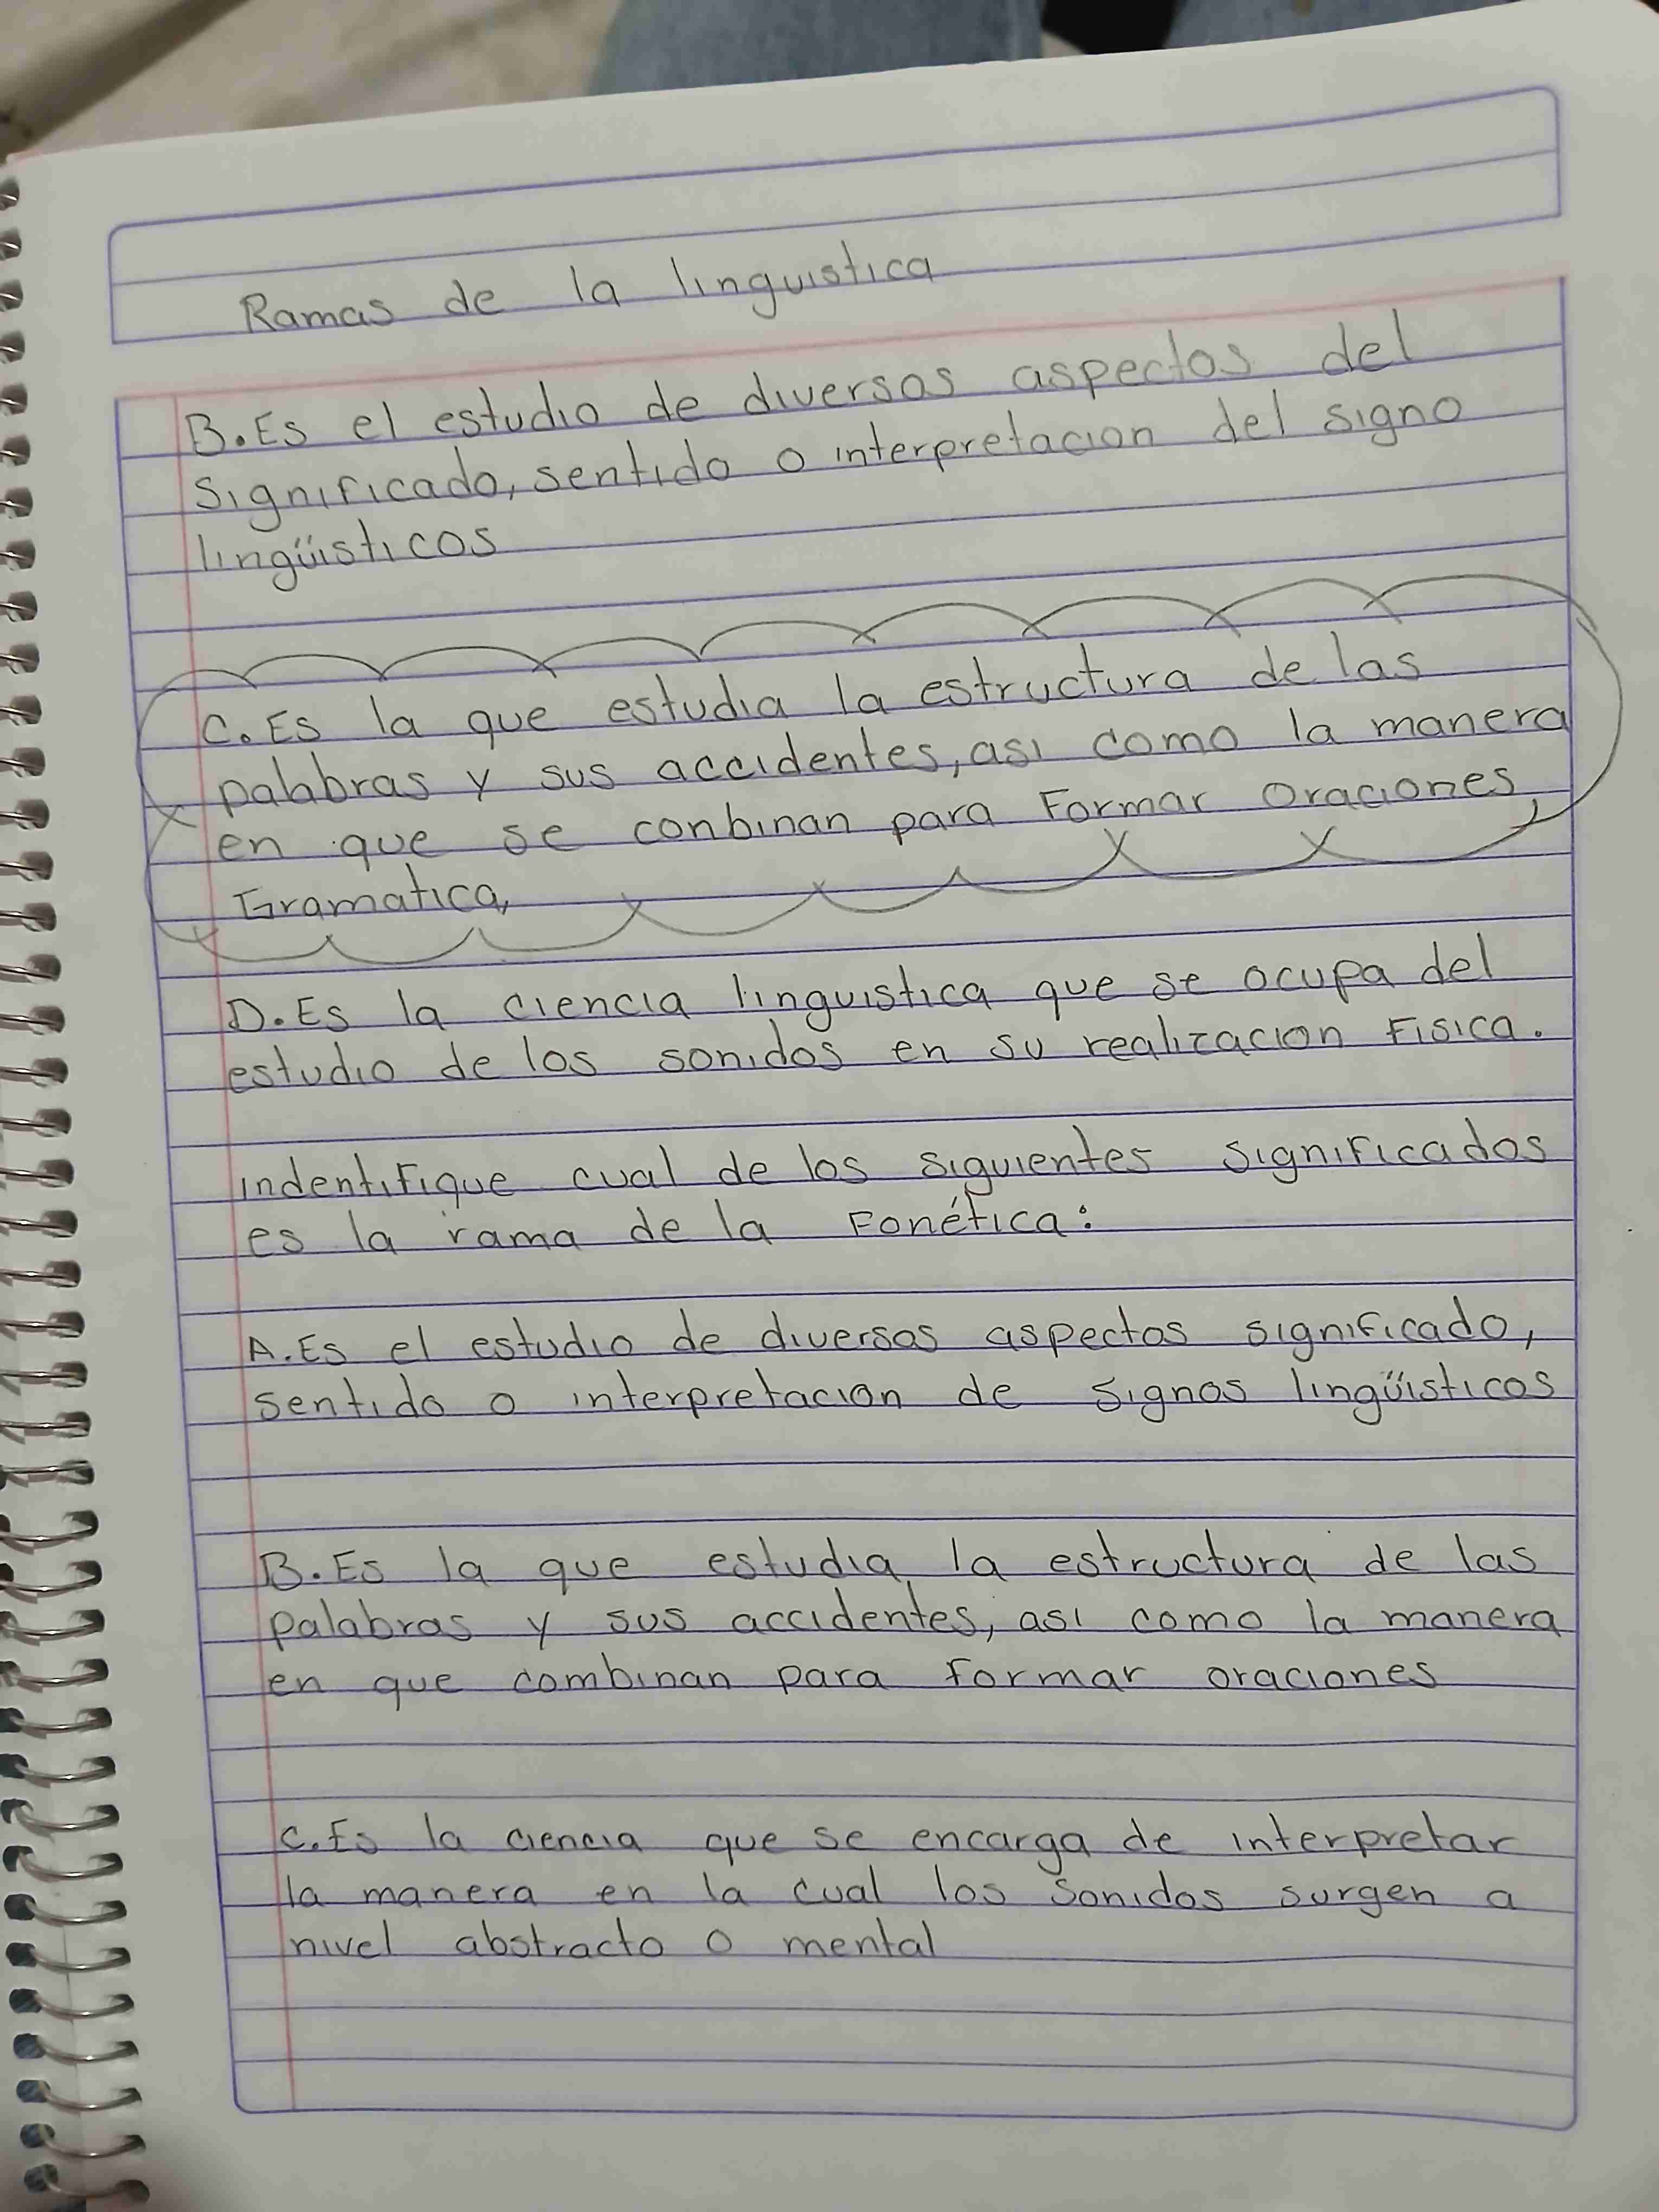 Ramas de la linguistica
B.Es el estudio de diversos aspectos del
significado, sentido o interpretacion del signo
lingüisticos
C.Es la que estudia la estructura de las
palabras y sus accidentes, asi como la manera
en que se conbinan para Formar oraciones,
Gramatica,
D.Es la ciencia linguistica que se ocupa del
estudio de los sonidos en su realizacion Fisica.
indentifique cual de los siguientes significados
es la rama de la Fonética:
A.Es el estudio de diversos aspectos significado,
sentido o interpretacion de signos lingüisticos
B.Es la que estudia la estructura de las
palabras y sus accidentes, asi como la manera
en que combinan para formar oraciones
C.Es la ciencia que se encarga de interpretar
la manera en la cual los sonidos surgen a
nivel abstracto o mental